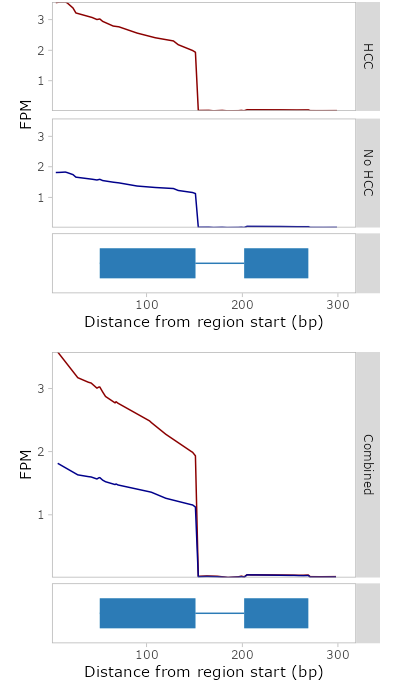 3
2
1
HCC
FPM
3
2
1
No HCC
100
200
300
Distance from region start (bp)
3
2
1
FPM
Combined
100
200
300
Distance from region start (bp)